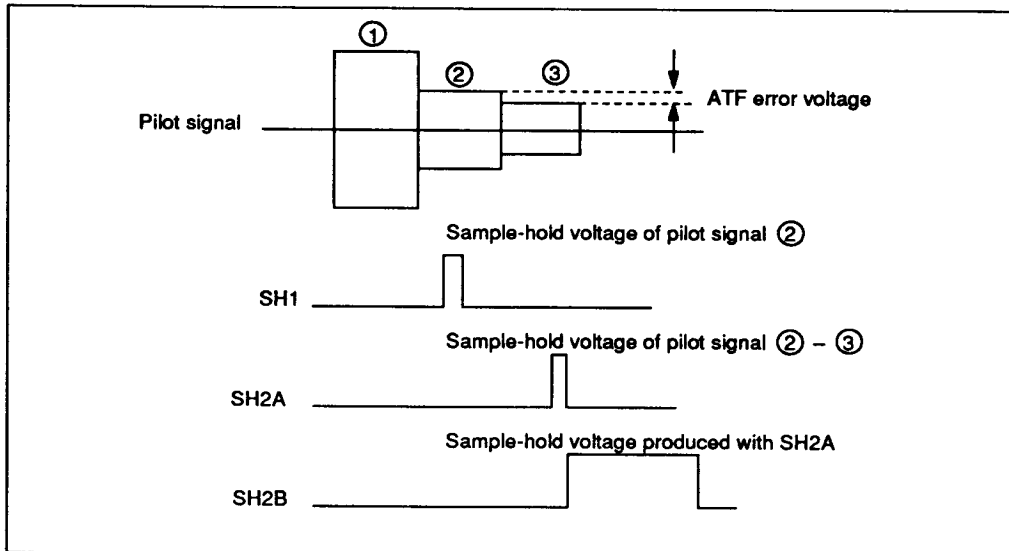 ①
② ③
ATF error voltage
Pilot signal
Sample-hold voltage of pilot signal ②
SH1
Sample-hold voltage of pilot signal ② – ③
SH2A
Sample-hold voltage produced with SH2A
SH2B